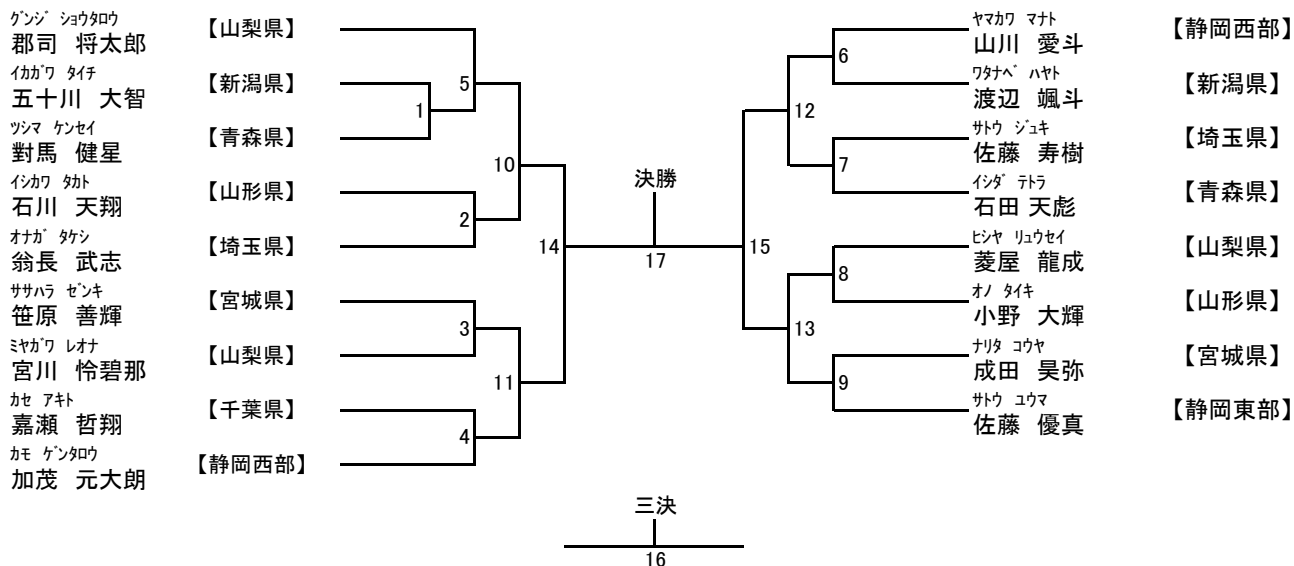 ｸﾞﾝｼﾞ ｼｮｳﾀﾛｳ
郡司 将太郎 【山梨県】
ｲｶｶﾞﾜ ﾀｲﾁ
五十川 大智 【新潟県】
ﾂｼﾏ ｹﾝｾｲ
對馬 健星 【青森県】
ｲｼｶﾜ ﾀｶﾄ
石川 天翔 【山形県】
ｵﾅｶﾞ ﾀｹｼ
翁長 武志 【埼玉県】
ｻｻﾊﾗ ｾﾞﾝｷ
笹原 善輝 【宮城県】
ﾐﾔｶﾞﾜ ﾚｵﾅ
宮川 怜碧那 【山梨県】
ｶｾ ｱｷﾄ
嘉瀬 哲翔 【千葉県】
ｶﾓ ｹﾞﾝﾀﾛｳ
加茂 元大朗 【静岡西部】
1
2
3
4
5
10
11
14
決勝
17
三決
16
15
12
13
6
7
8
9
ﾔﾏｶﾜ ﾏﾅﾄ
山川 愛斗 【静岡西部】
ﾜﾀﾅﾍﾞ ﾊﾔﾄ
渡辺 颯斗 【新潟県】
ｻﾄｳ ｼﾞｭｷ
佐藤 寿樹 【埼玉県】
ｲｼﾀﾞ ﾃﾄﾗ
石田 天彪 【青森県】
ﾋｼﾔ ﾘｭｳｾｲ
菱屋 龍成 【山梨県】
ｵﾉ ﾀｲｷ
小野 大輝 【山形県】
ﾅﾘﾀ ｺｳﾔ
成田 昊弥 【宮城県】
ｻﾄｳ ﾕｳﾏ
佐藤 優真 【静岡東部】